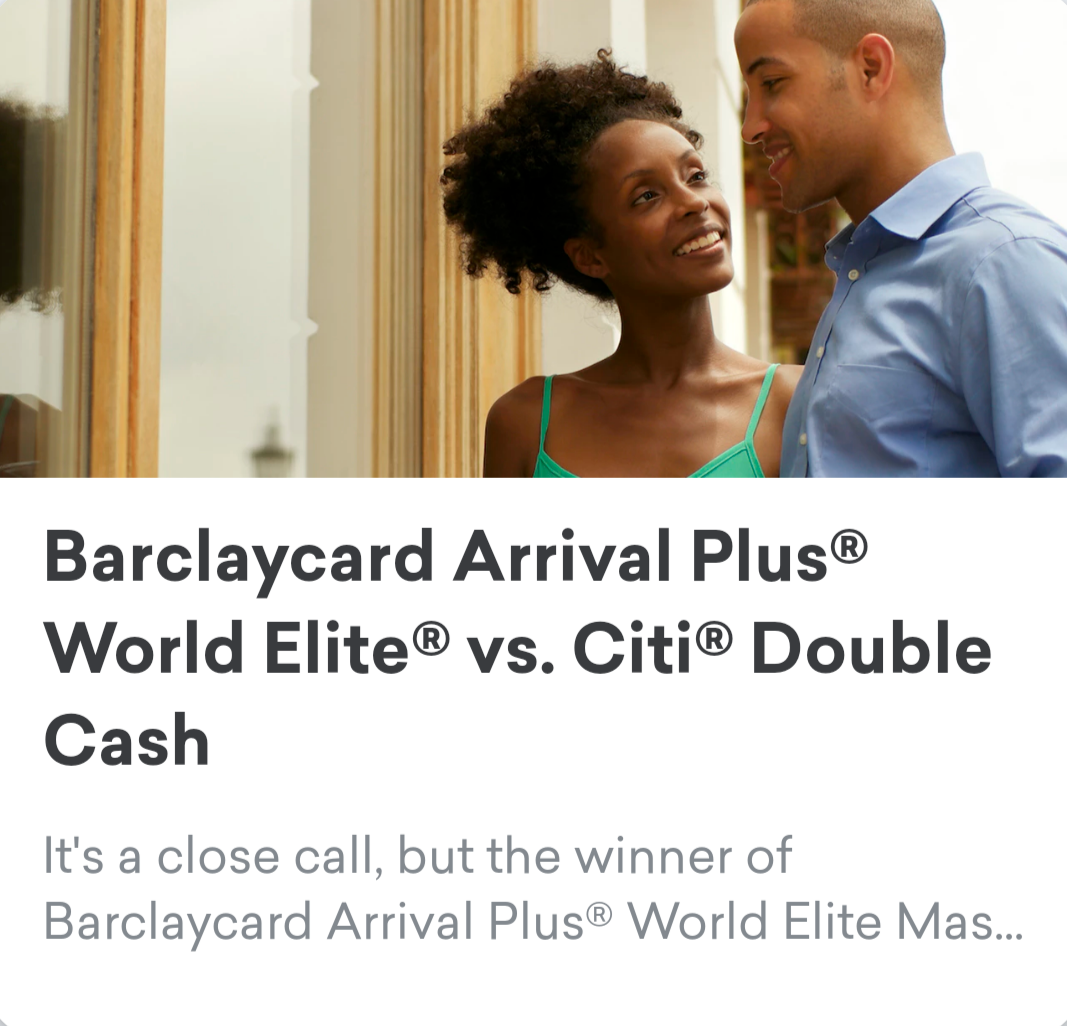 Barclaycard Arrival Plus®
World Elite® vs. Citi® Double
Cash
It's a close call, but the winner of
Barclaycard Arrival Plus® World Elite Mas...